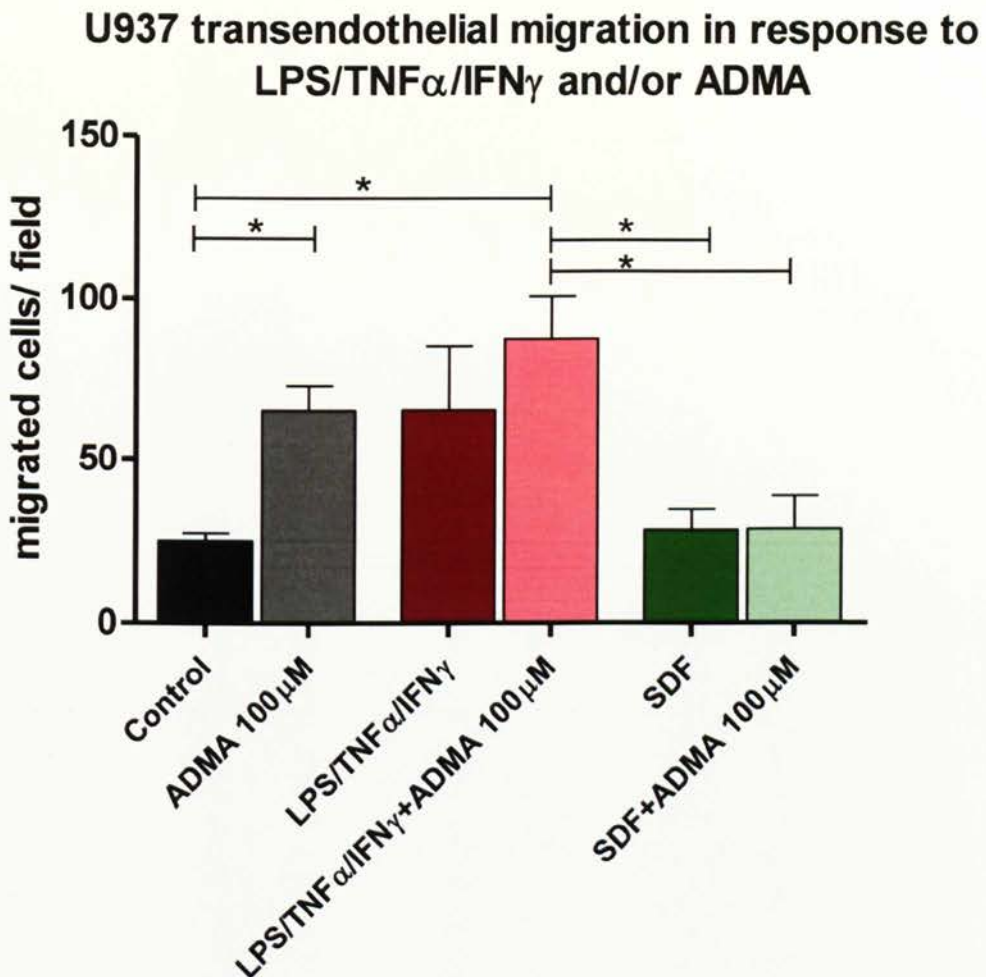 U937 transendothelial migration in response to
LPS/TNFα/IFNγ and/or ADMA
migrated cells/ field
150
100
50
0
*
*
*
*
Control
ADMA 100μM
LPS/TNFα/IFNγ
LPS/TNFα/IFNγ+ADMA 100μM
SDF
SDF+ADMA 100μM